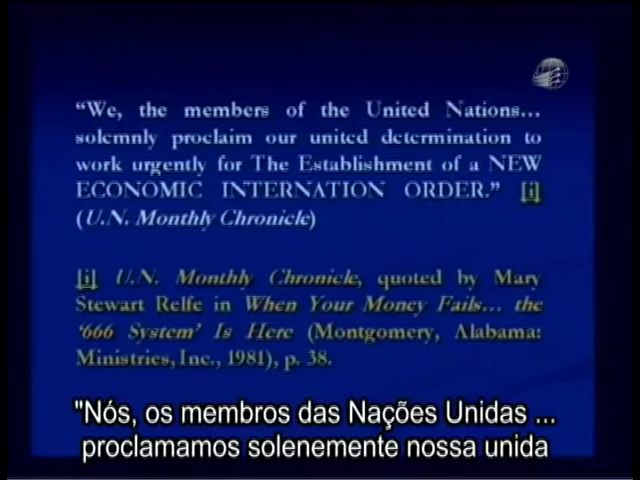 “We, the members of the United Nations...
solemnly proclaim our united determination to
work urgently for The Establishment of a NEW
ECONOMIC INTERNATION ORDER.” [i]
(U.N. Monthly Chronicle)
[i] U.N. Monthly Chronicle, quoted by Mary
Stewart Relfe in When Your Money Fails... the
‘666 System’ Is Here (Montgomery, Alabama:
Ministries, Inc., 1981), p. 38.
"Nós, os membros das Nações Unidas ...
proclamamos solenemente nossa unida